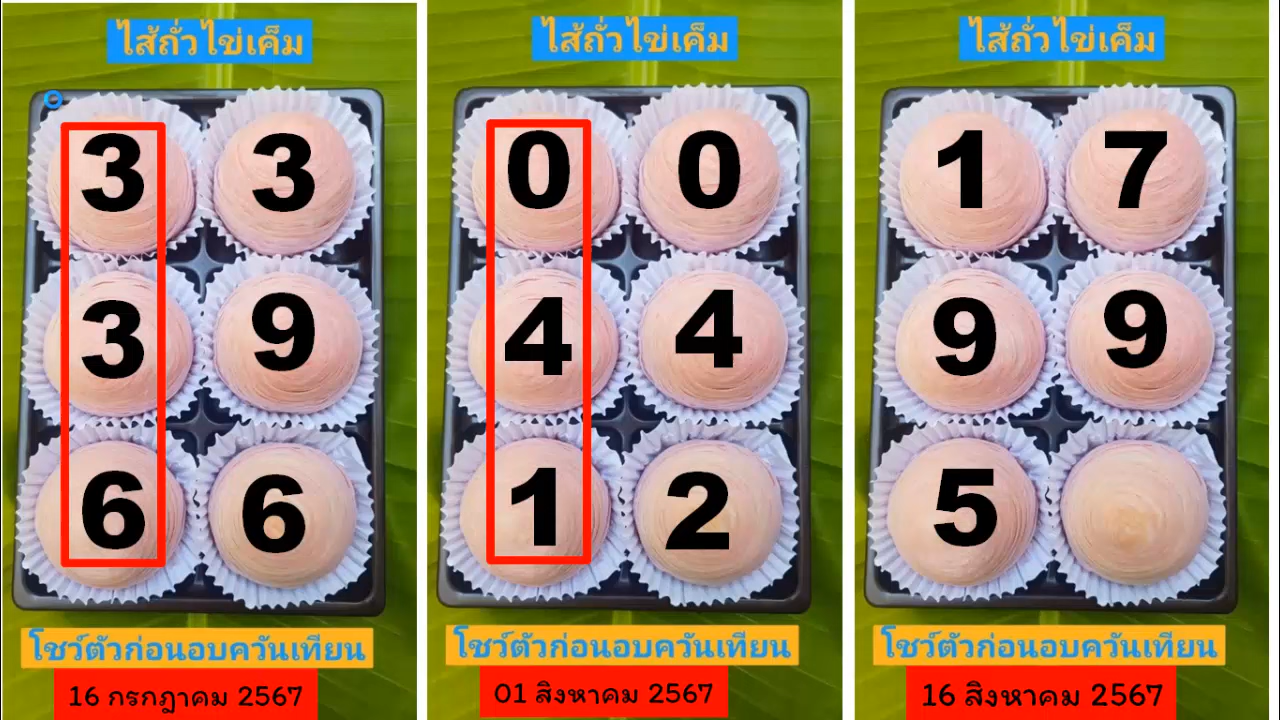 ไส้ถั่วไข่เค็ม
3 3
3 9
6 6
โชว์ตัวก่อนอบควันเทียน
16 กรกฎาคม 2567
ไส้ถั่วไข่เค็ม
0 0
4 4
1 2
โชว์ตัวก่อนอบควันเทียน
01 สิงหาคม 2567
ไส้ถั่วไข่เค็ม
1 7
9 9
5
โชว์ตัวก่อนอบควันเทียน
16 สิงหาคม 2567